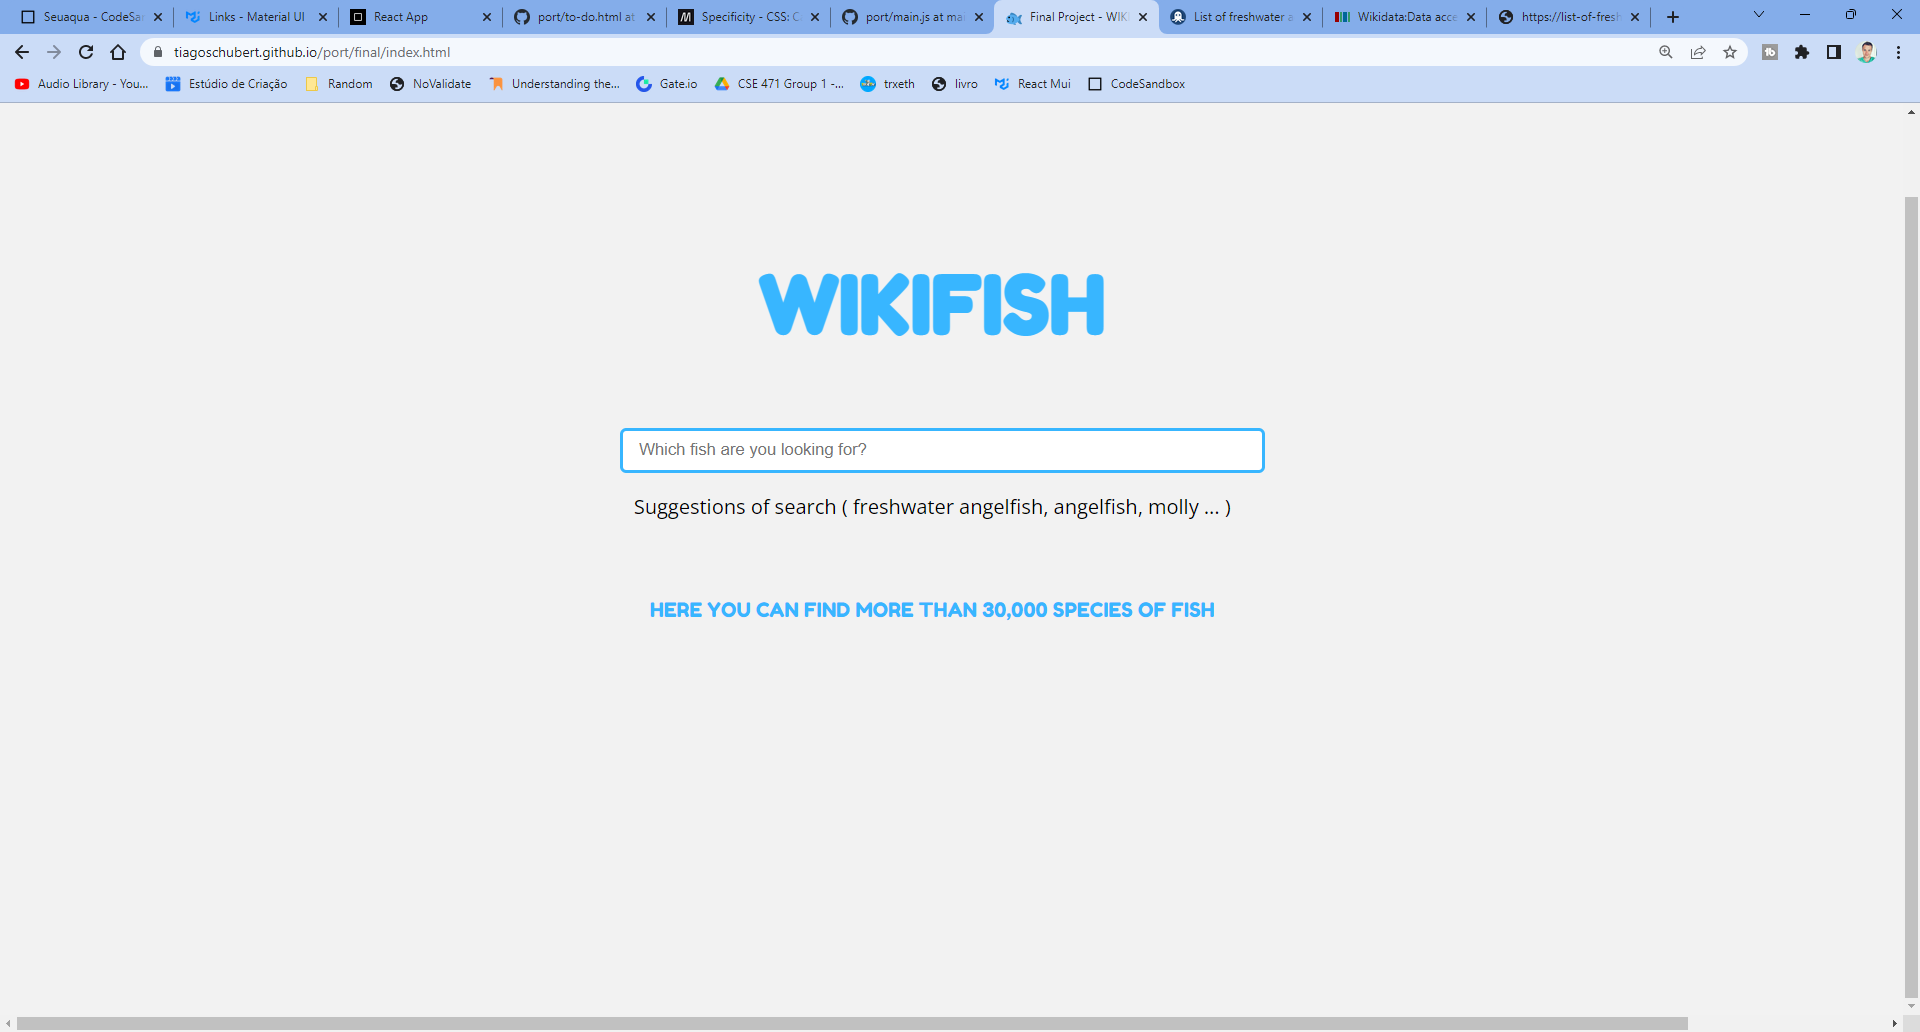 Seuaqua - CodeSa
Links - Material UI
React App
port/to-do.html at
Specificity - CSS: C
port/main.js at ma
Final Project - WIK
List of freshwater a
Wikidata:Data acce
https://list-of-fresh
tiagoschubert.github.io/port/final/index.html
Audio Library - You...
Estúdio de Criação
Random
NoValidate
Understanding the...
Gate.io
CSE 471 Group 1 -...
trxeth
livro
React Mui
CodeSandbox
WIKIFISH
Which fish are you looking for?
Suggestions of search ( freshwater angelfish, angelfish, molly ... )
HERE YOU CAN FIND MORE THAN 30,000 SPECIES OF FISH